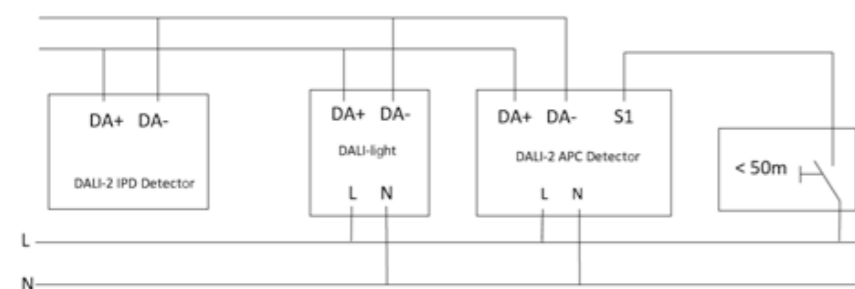 DA+ DA-
DALI-2 IPD Detector
DA+ DA-
DALI-light
L N
DA+ DA- S1
DALI-2 APC Detector
L N
< 50m
L
N